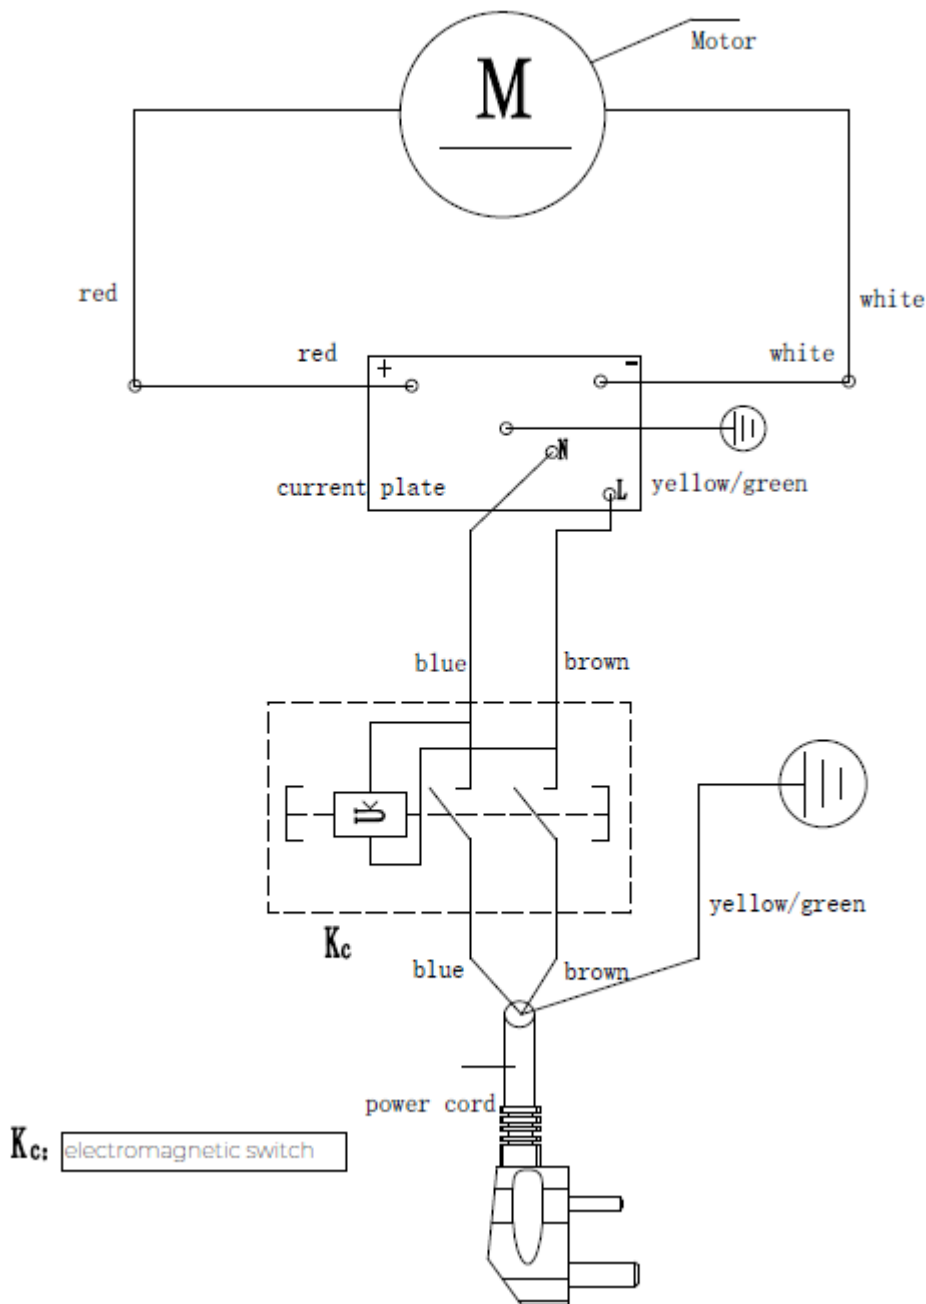 Motor
M
red
white
red
white
+
-
N
current plate
L
yellow/green
blue
brown
U<
Kc
yellow/green
blue
brown
power cord
Kc: electromagnetic switch